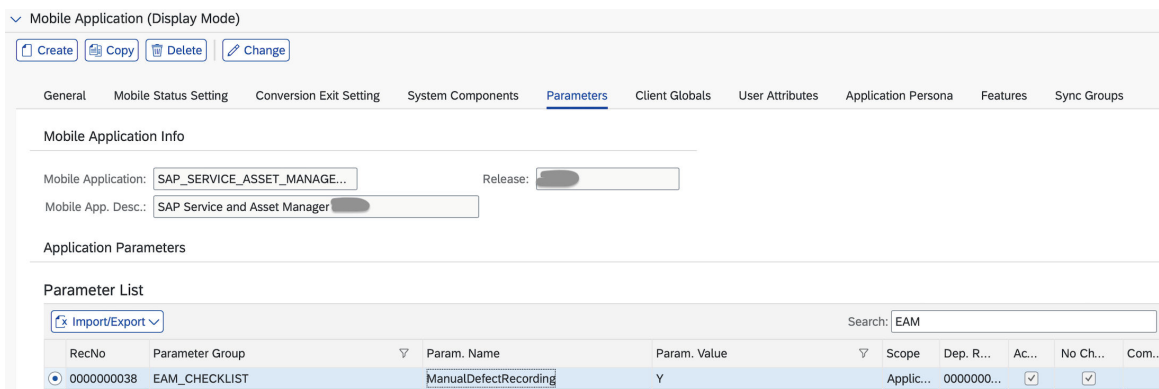 Mobile Application (Display Mode)
Create Copy Delete Change
General Mobile Status Setting Conversion Exit Setting System Components Parameters Client Globals User Attributes Application Persona Features Sync Groups
Mobile Application Info
Mobile Application: SAP_SERVICE_ASSET_MANAGE... Release:
Mobile App. Desc.: SAP Service and Asset Manager
Application Parameters
Parameter List
Import/Export Search: EAM
RecNo Parameter Group Param. Name Param. Value Scope Dep. R... Ac... No Ch... Com...
0000000038 EAM_CHECKLIST ManualDefectRecording Y Applic... 0000000...